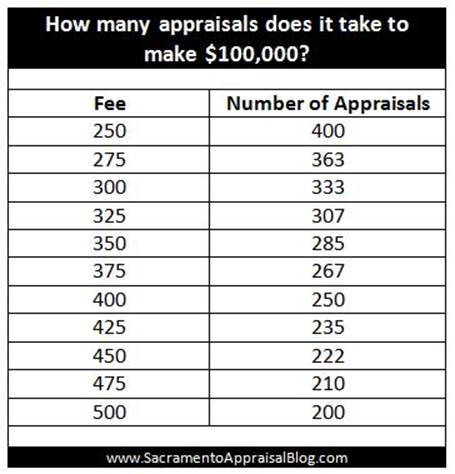 How many appraisals does it take to
make $100,000?
Fee Number of Appraisals
250 400
275 363
300 333
325 307
350 285
375 267
400 250
425 235
450 222
475 210
500 200
www.SacramentoAppraisalBlog.com